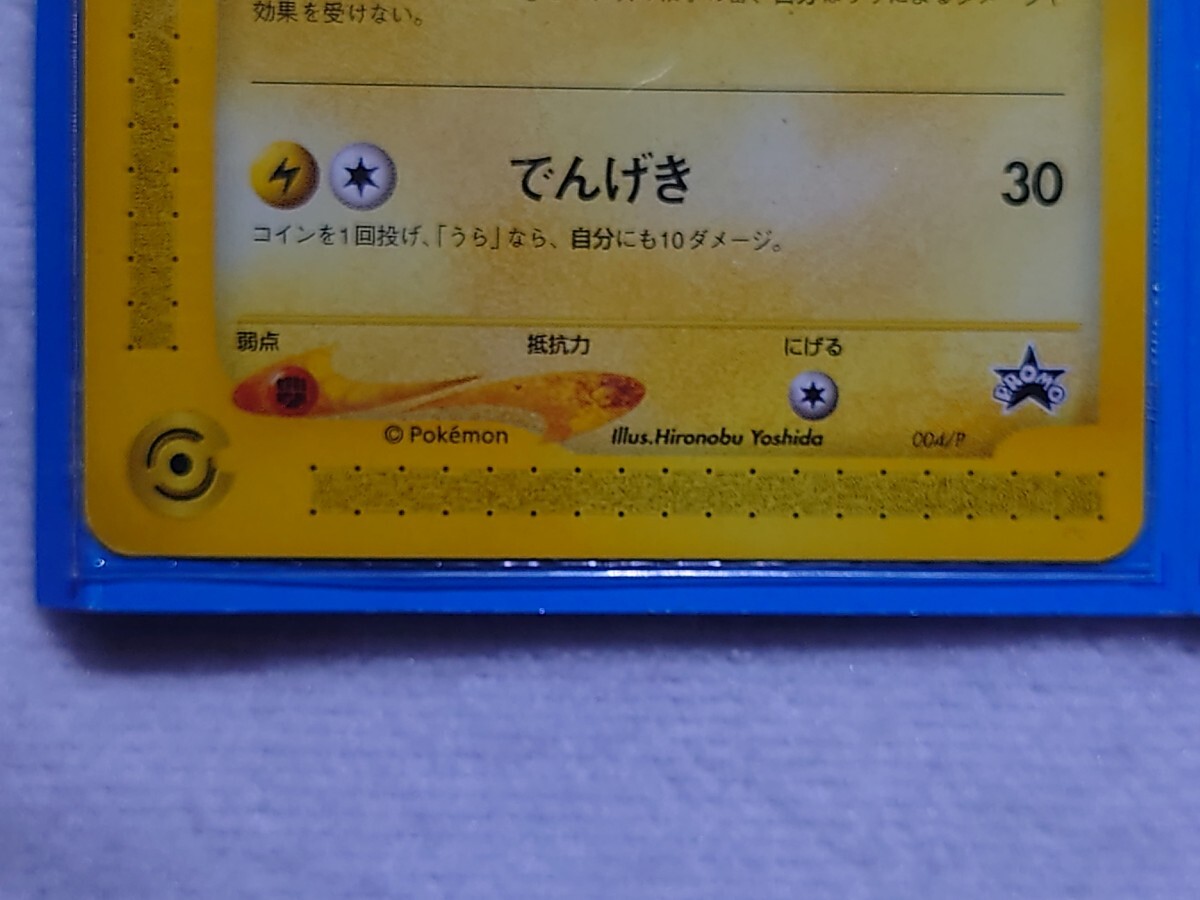 効果を受けない。
でんげき 30
コインを1回投げ、「うら」なら、自分にも10ダメージ。
弱点 抵抗力 にげる
PROMO
© Pokémon Illus.Hironobu Yoshida 004/P